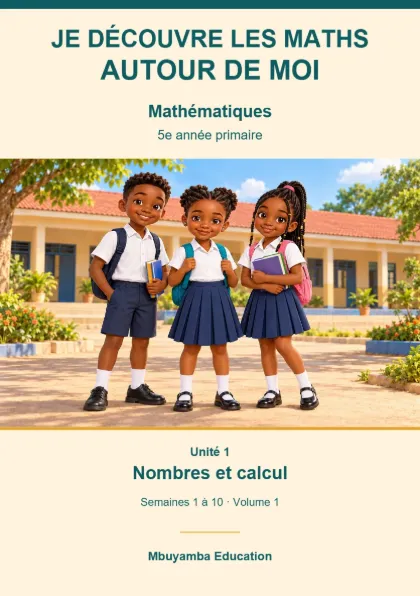 JE DÉCOUVRE LES MATHS
AUTOUR DE MOI
Mathématiques
5e année primaire
Unité 1
Nombres et calcul
Semaines 1 à 10 · Volume 1
Mbuyamba Education